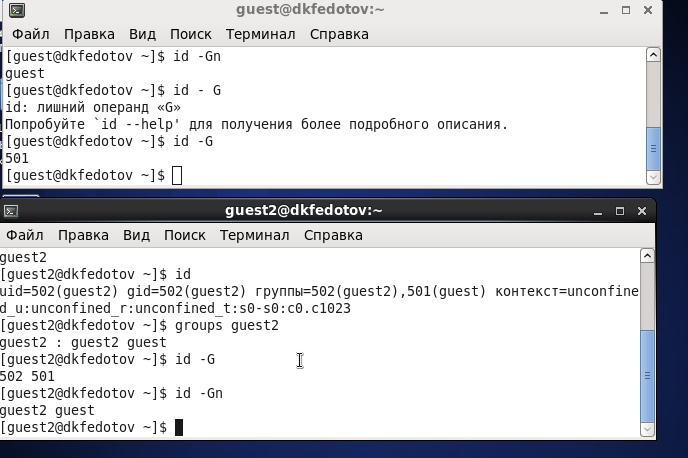 guest@dkfedotov:~
Файл Правка Вид Поиск Терминал Справка
[guest@dkfedotov ~]$ id -Gn
guest
[guest@dkfedotov ~]$ id - G
id: лишний операнд «G»
Попробуйте `id --help' для получения более подробного описания.
[guest@dkfedotov ~]$ id -G
501
[guest@dkfedotov ~]$
guest2@dkfedotov:~
Файл Правка Вид Поиск Терминал Справка
guest2
[guest2@dkfedotov ~]$ id
uid=502(guest2) gid=502(guest2) группы=502(guest2),501(guest) контекст=unconfine
d_u:unconfined_r:unconfined_t:s0-s0:c0.c1023
[guest2@dkfedotov ~]$ groups guest2
guest2 : guest2 guest
[guest2@dkfedotov ~]$ id -G
502 501
[guest2@dkfedotov ~]$ id -Gn
guest2 guest
[guest2@dkfedotov ~]$